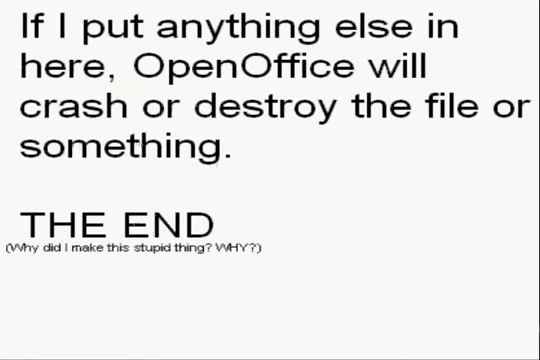 If I put anything else in
here, OpenOffice will
crash or destroy the file or
something.
THE END
(Why did I make this stupid thing? WHY?)